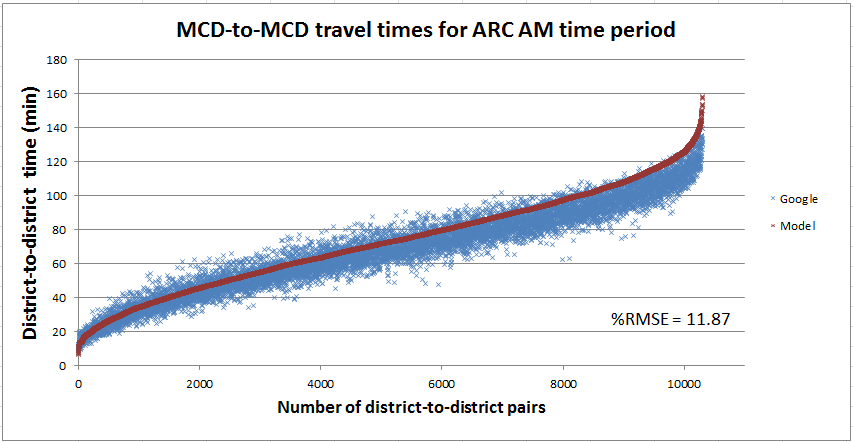 MCD-to-MCD travel times for ARC AM time period
District-to-district time (min)
180
160
140
120
100
80
60
40
20
0
0 2000 4000 6000 8000 10000
Number of district-to-district pairs
Google
Model
%RMSE = 11.87